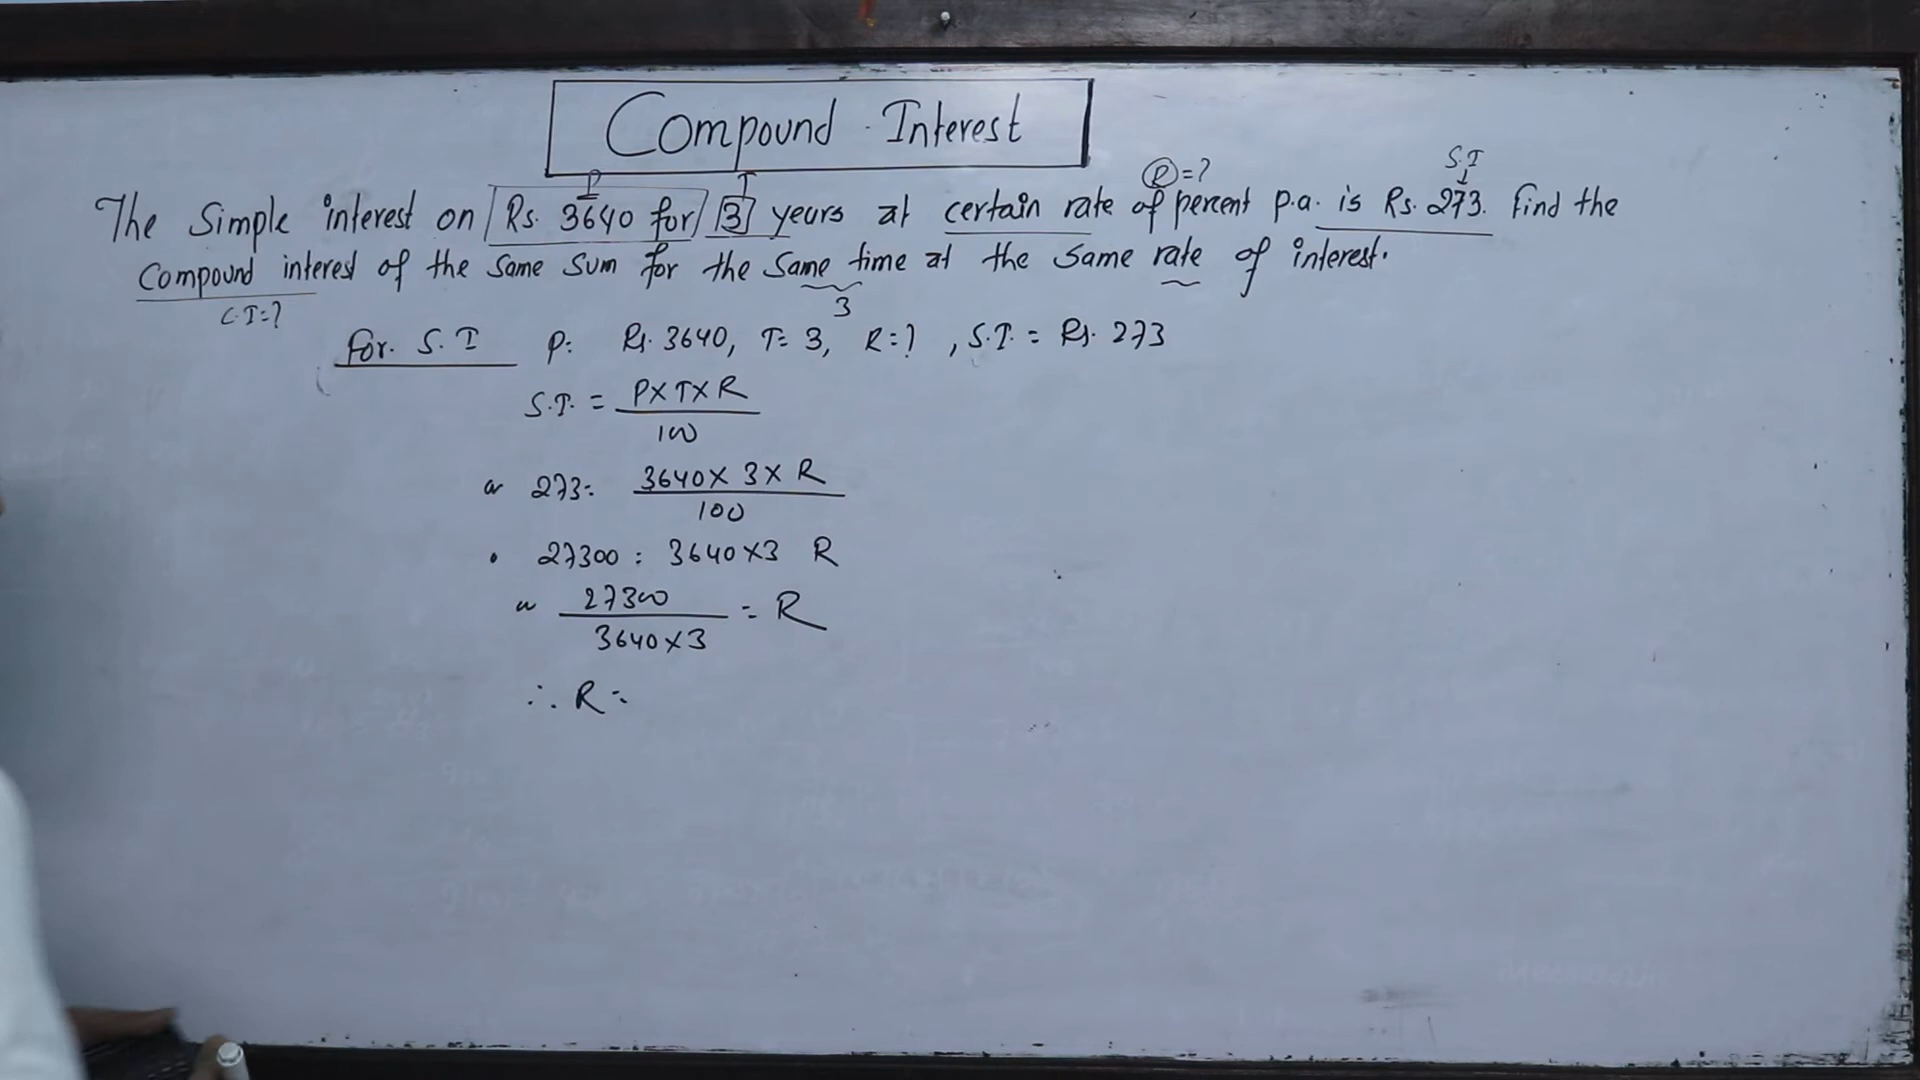 Compound Interest
P T R=? S.I
The Simple interest on Rs. 3640 for 3 years at certain rate of percent p.a. is Rs. 273. Find the
Compound interest of the Same Sum for the Same time at the Same rate of interest.
C.I=? 3
For. S.I P: Rs. 3640, T= 3, R=? , S.I. = Rs. 273
S.I. = P×T×R
100
or 273= 3640× 3× R
100
27300 = 3640×3 R
or 27300 = R
3640×3
∴ R =